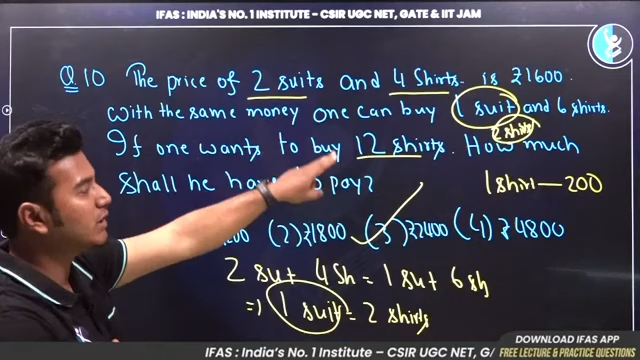 IFAS : INDIA'S NO. 1 INSTITUTE – CSIR UGC NET, GATE & IIT JAM
Q.10 The price of 2 suits and 4 Shirts. is ₹1600.
With the same money one can buy 1 suit and 6 shirts.
2 shirts
If one wants to buy 12 shirts. How much
shall he pay?
1 shirt — 200
200 (2) ₹1800 (3) ₹2400 (4) ₹4800
2 su + 4 Sh = 1 su + 6 sh
=> 1 suit = 2 shirts
DOWNLOAD IFAS APP
IFAS : India's No. 1 Institute – CSIR UGC NET, G/ FREE LECTURE & PRACTICE QUESTIONS